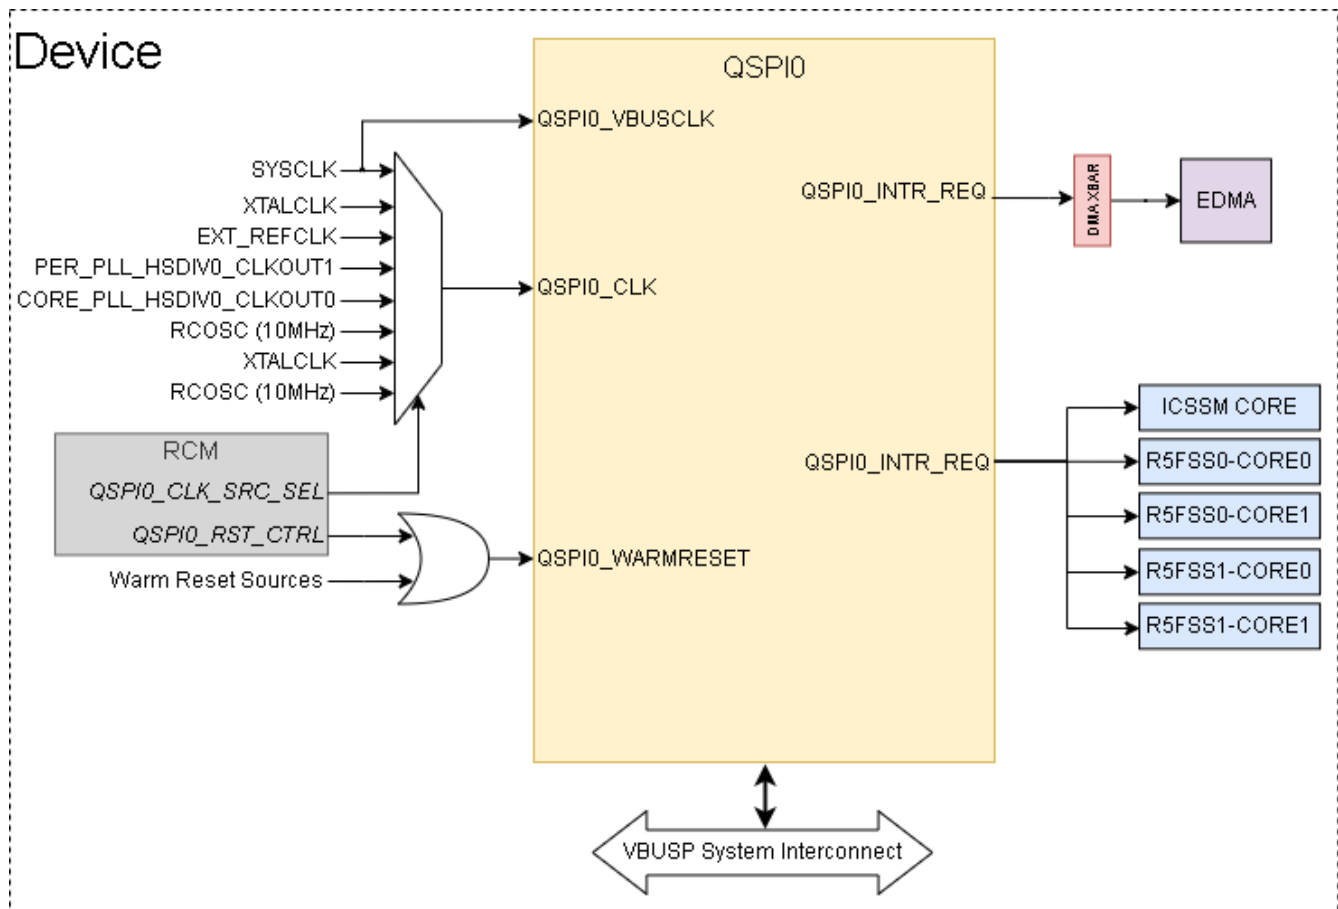 Device
QSPI0
QSPI0_VBUSCLK
SYSCLK
XTALCLK
EXT_REFCLK
PER_PLL_HSDIV0_CLKOUT1
CORE_PLL_HSDIV0_CLKOUT0
RCOSC (10MHz)
XTALCLK
RCOSC (10MHz)
QSPI0_CLK
RCM
QSPI0_CLK_SRC_SEL
QSPI0_RST_CTRL
Warm Reset Sources
QSPI0_WARMRESET
QSPI0_INTR_REQ
DMA XBAR
EDMA
QSPI0_INTR_REQ
ICSSM CORE
R5FSS0-CORE0
R5FSS0-CORE1
R5FSS1-CORE0
R5FSS1-CORE1
VBUSP System Interconnect